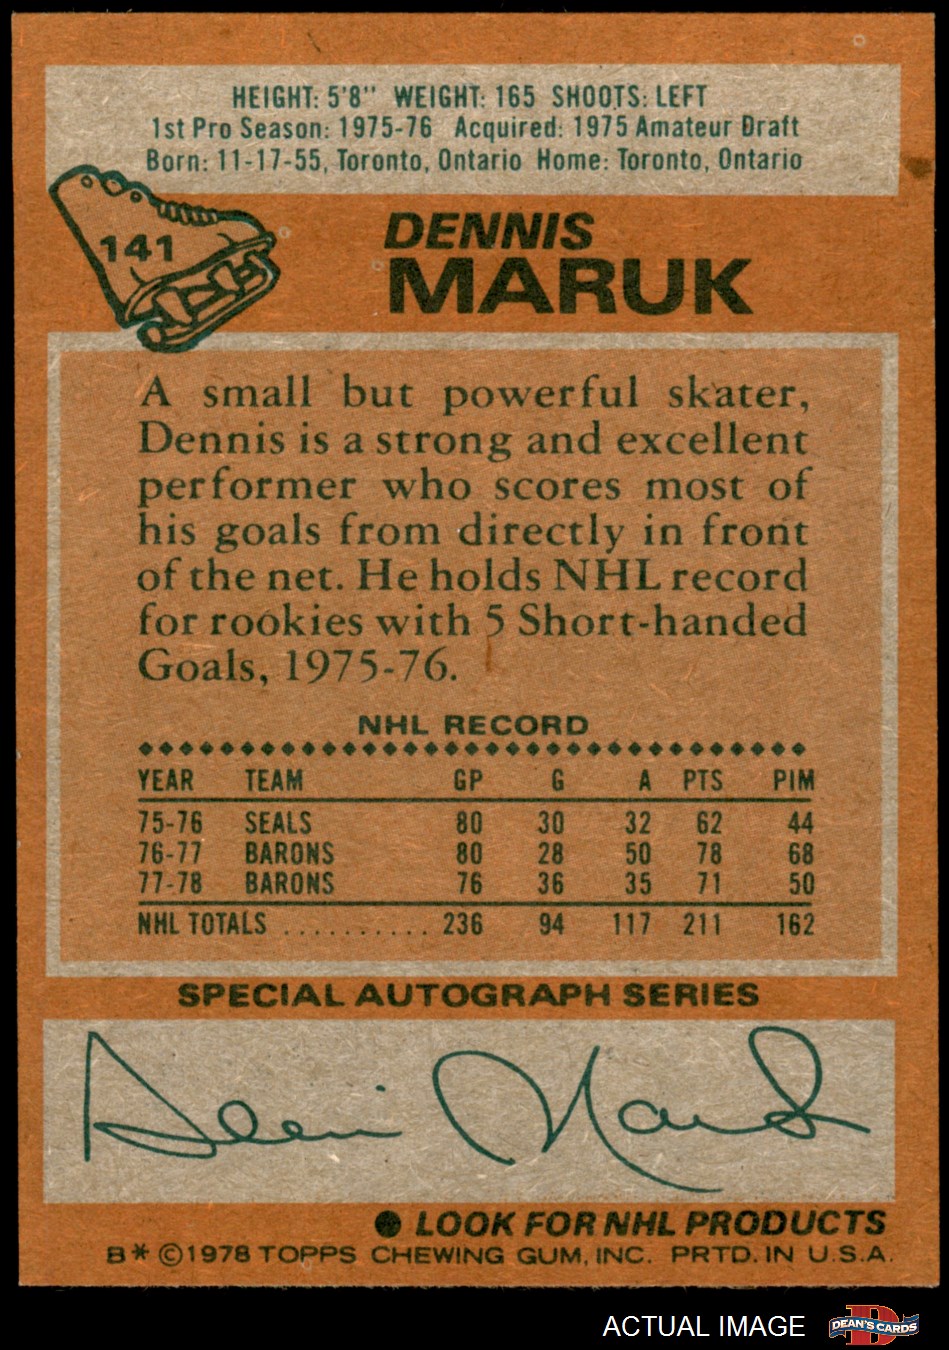 HEIGHT: 5'8" WEIGHT: 165 SHOOTS: LEFT
1st Pro Season: 1975-76 Acquired: 1975 Amateur Draft
Born: 11-17-55, Toronto, Ontario Home: Toronto, Ontario
141
DENNIS
MARUK
A small but powerful skater,
Dennis is a strong and excellent
performer who scores most of
his goals from directly in front
of the net. He holds NHL record
for rookies with 5 Short-handed
Goals, 1975-76.
NHL RECORD
YEAR TEAM GP G A PTS PIM
75-76 SEALS 80 30 32 62 44
76-77 BARONS 80 28 50 78 68
77-78 BARONS 76 36 35 71 50
NHL TOTALS .......... 236 94 117 211 162
SPECIAL AUTOGRAPH SERIES
Dennis Maruk
● LOOK FOR NHL PRODUCTS
B* ©1978 TOPPS CHEWING GUM, INC. PRTD. IN U.S.A.
ACTUAL IMAGE DEAN'S CARDS